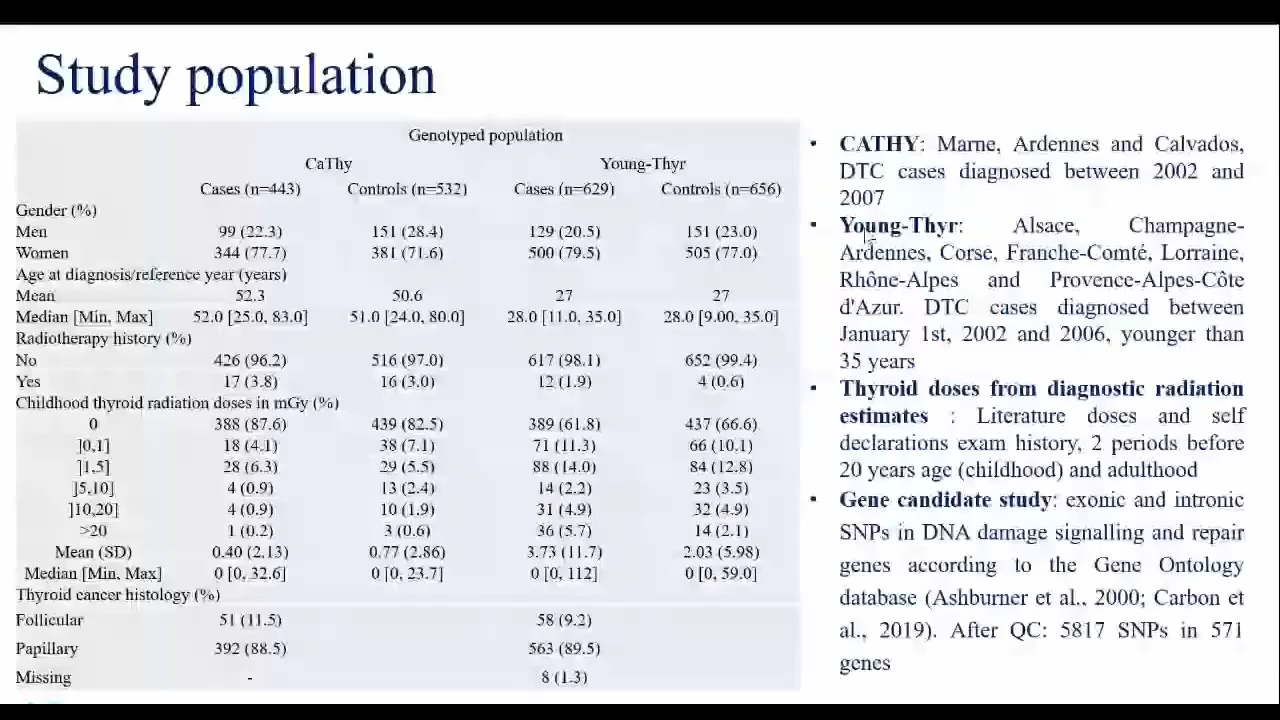 Study population
Genotyped population
CaThy Young-Thyr
Cases (n=443) Controls (n=532) Cases (n=629) Controls (n=656)
Gender (%)
Men 99 (22.3) 151 (28.4) 129 (20.5) 151 (23.0)
Women 344 (77.7) 381 (71.6) 500 (79.5) 505 (77.0)
Age at diagnosis/reference year (years)
Mean 52.3 50.6 27 27
Median [Min, Max] 52.0 [25.0, 83.0] 51.0 [24.0, 80.0] 28.0 [11.0, 35.0] 28.0 [9.00, 35.0]
Radiotherapy history (%)
No 426 (96.2) 516 (97.0) 617 (98.1) 652 (99.4)
Yes 17 (3.8) 16 (3.0) 12 (1.9) 4 (0.6)
Childhood thyroid radiation doses in mGy (%)
0 388 (87.6) 439 (82.5) 389 (61.8) 437 (66.6)
]0,1] 18 (4.1) 38 (7.1) 71 (11.3) 66 (10.1)
]1,5] 28 (6.3) 29 (5.5) 88 (14.0) 84 (12.8)
]5,10] 4 (0.9) 13 (2.4) 14 (2.2) 23 (3.5)
]10,20] 4 (0.9) 10 (1.9) 31 (4.9) 32 (4.9)
>20 1 (0.2) 3 (0.6) 36 (5.7) 14 (2.1)
Mean (SD) 0.40 (2.13) 0.77 (2.86) 3.73 (11.7) 2.03 (5.98)
Median [Min, Max] 0 [0, 32.6] 0 [0, 23.7] 0 [0, 112] 0 [0, 59.0]
Thyroid cancer histology (%)
Follicular 51 (11.5) 58 (9.2)
Papillary 392 (88.5) 563 (89.5)
Missing - 8 (1.3)
• CATHY: Marne, Ardennes and Calvados,
DTC cases diagnosed between 2002 and
2007
• Young-Thyr: Alsace, Champagne-
Ardennes, Corse, Franche-Comté, Lorraine,
Rhône-Alpes and Provence-Alpes-Côte
d'Azur. DTC cases diagnosed between
January 1st, 2002 and 2006, younger than
35 years
• Thyroid doses from diagnostic radiation
estimates : Literature doses and self
declarations exam history, 2 periods before
20 years age (childhood) and adulthood
• Gene candidate study: exonic and intronic
SNPs in DNA damage signalling and repair
genes according to the Gene Ontology
database (Ashburner et al., 2000; Carbon et
al., 2019). After QC: 5817 SNPs in 571
genes